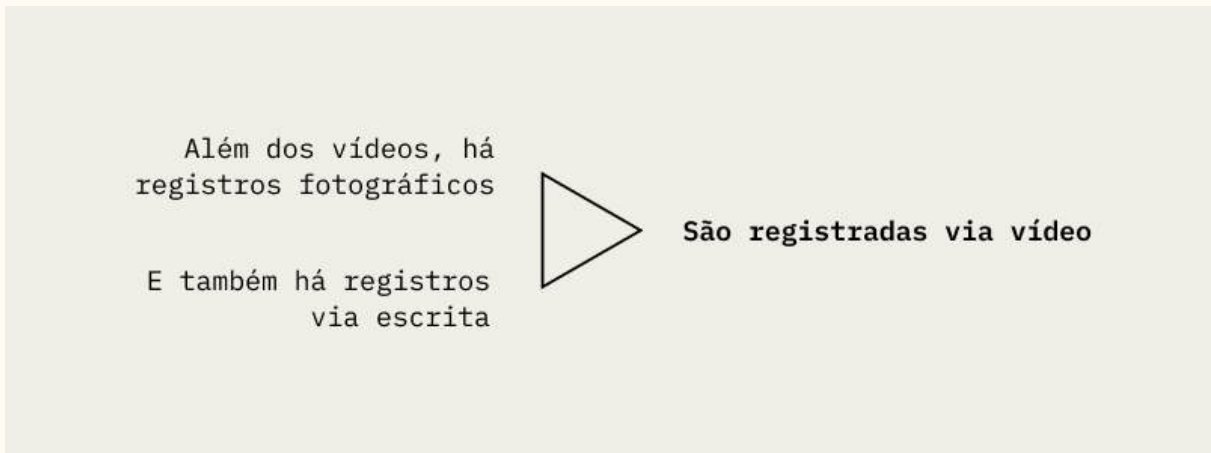 Além dos vídeos, há
registros fotográficos
E também há registros
via escrita
São registradas via vídeo